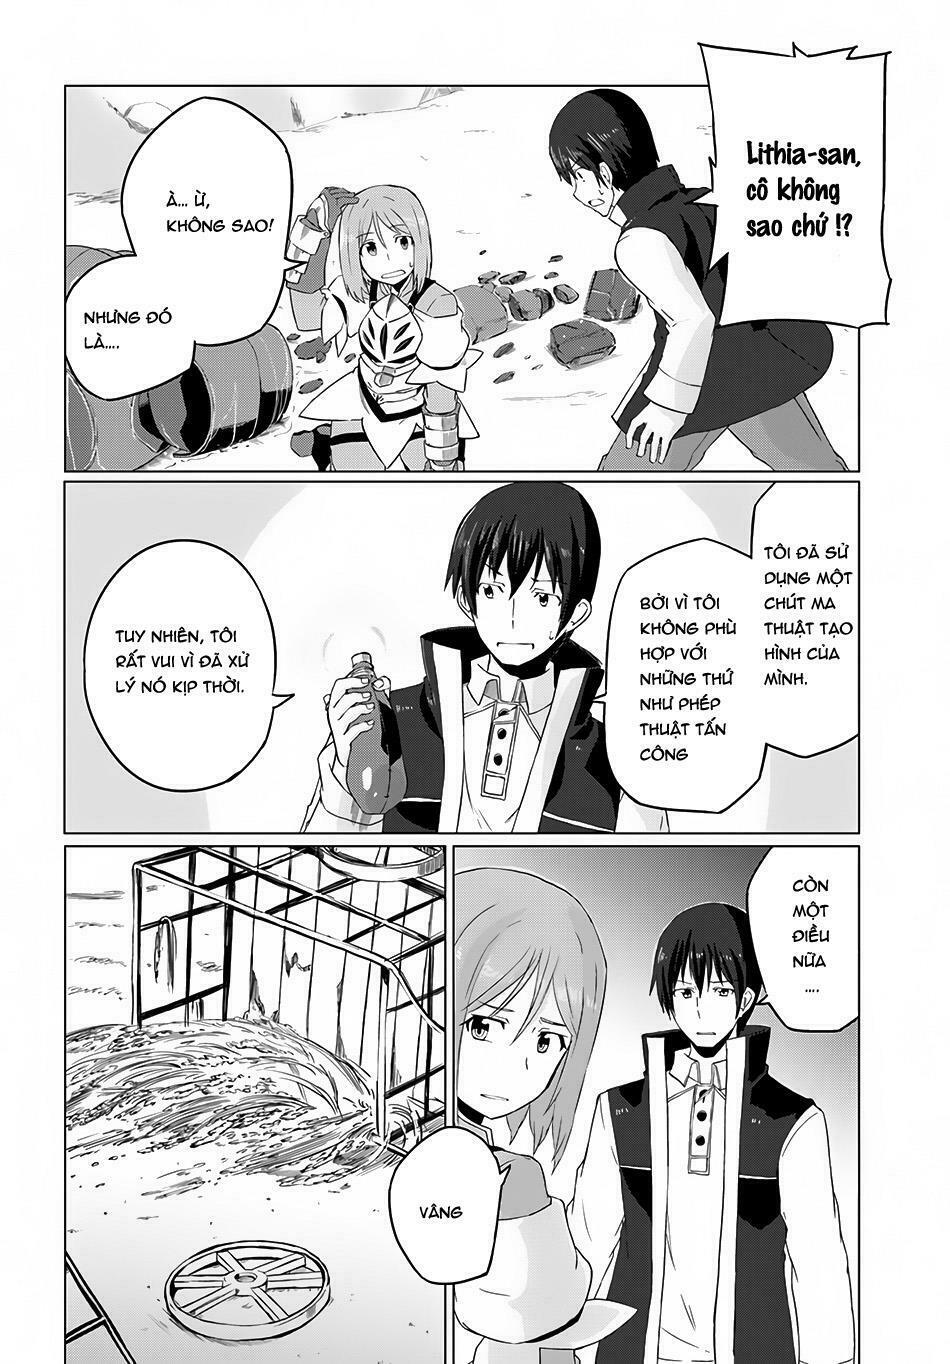 Lithia-san,
cô không
sao chứ !?
À... Ừ,
KHÔNG SAO!
NHƯNG ĐÓ
LÀ....
TÔI ĐÃ SỬ
DỤNG MỘT
CHÚT MA
THUẬT TẠO
HÌNH CỦA
MÌNH.
BỞI VÌ TÔI
KHÔNG PHÙ
HỢP VỚI
NHỮNG THỨ
NHƯ PHÉP
THUẬT TẤN
CÔNG
TUY NHIÊN, TÔI
RẤT VUI VÌ ĐÃ XỬ
LÝ NÓ KỊP THỜI.
CÒN
MỘT
ĐIỀU
NỮA
....
VÂNG